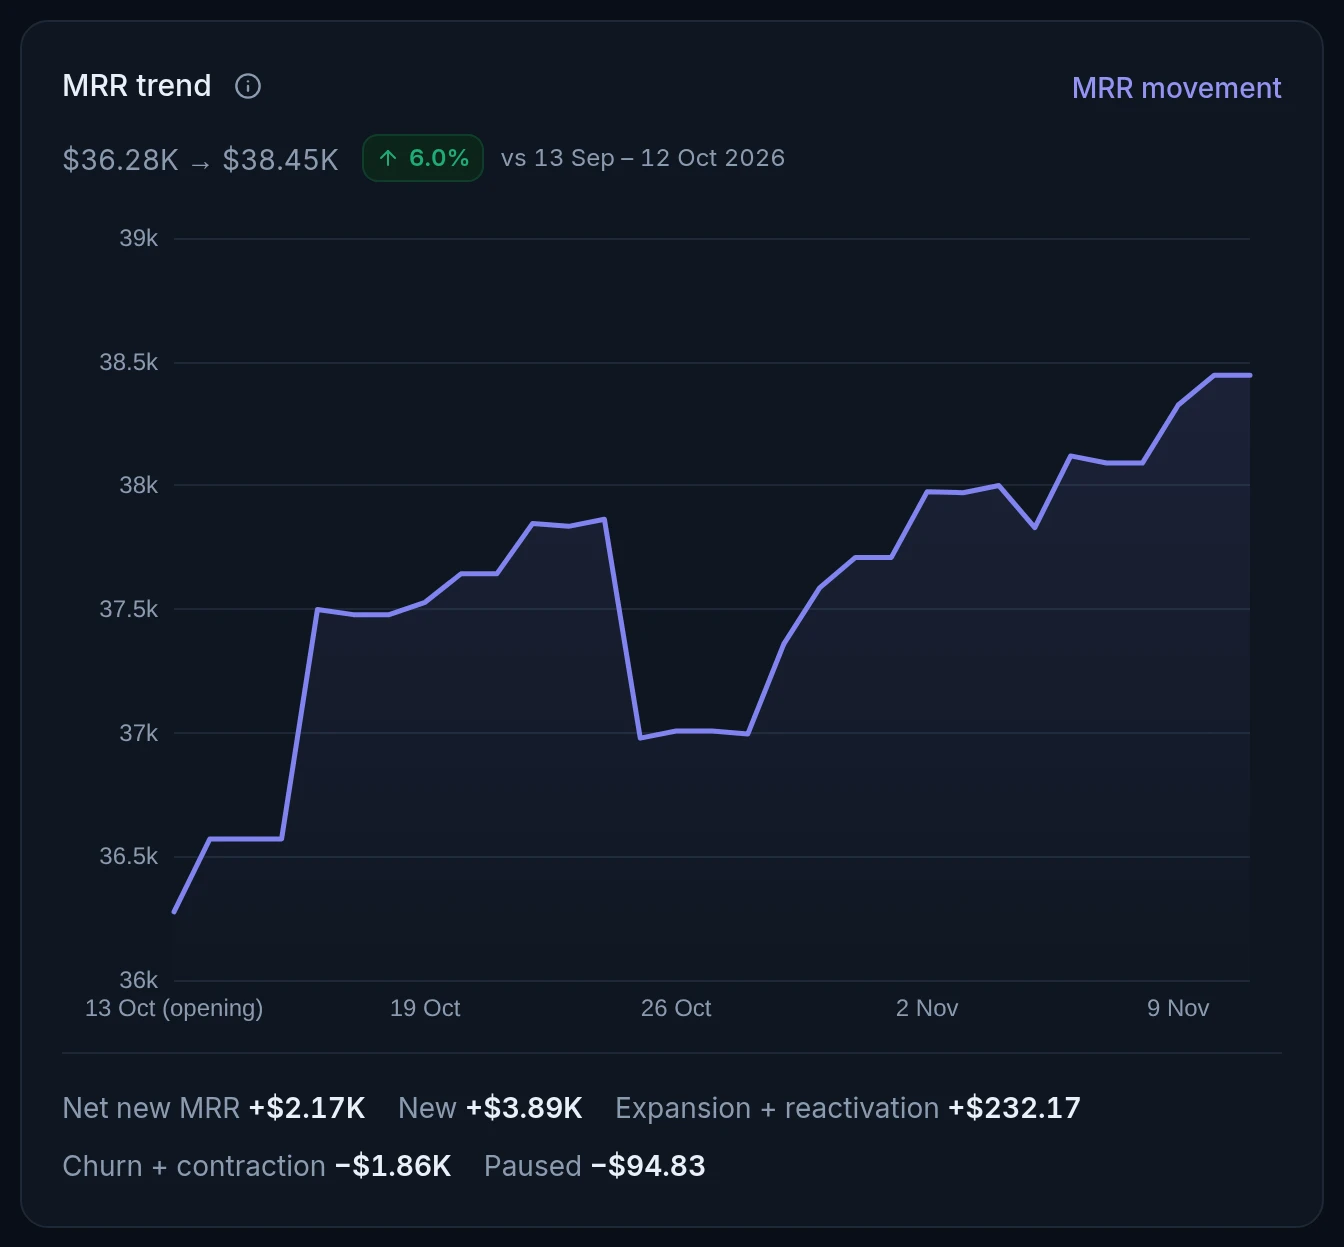 MRR trend
MRR movement
$36.28K → $38.45K ↑ 6.0% vs 13 Sep – 12 Oct 2026
39k
38.5k
38k
37.5k
37k
36.5k
36k
13 Oct (opening) 19 Oct 26 Oct 2 Nov 9 Nov
Net new MRR +$2.17K New +$3.89K Expansion + reactivation +$232.17
Churn + contraction −$1.86K Paused −$94.83